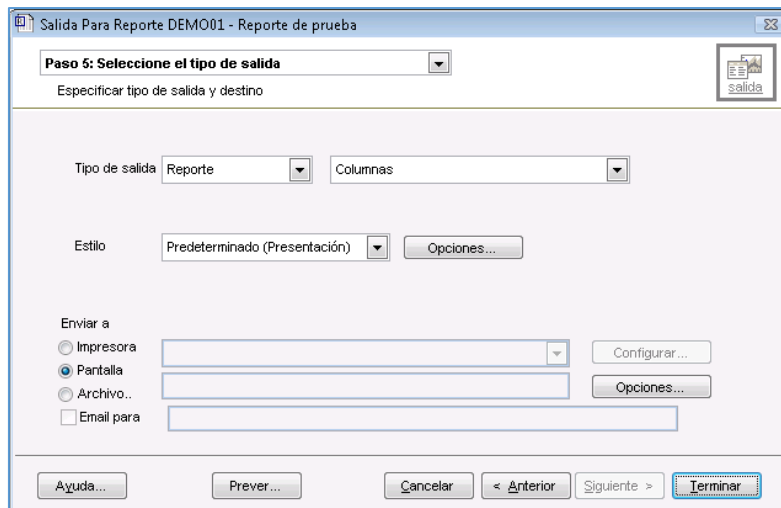 Salida Para Reporte DEMO01 - Reporte de prueba
Paso 5: Seleccione el tipo de salida
Especificar tipo de salida y destino
salida
Tipo de salida Reporte Columnas
Estilo Predeterminado (Presentación) Opciones...
Enviar a
Impresora Configurar...
Pantalla
Archivo.. Opciones...
Email para
Ayuda... Prever... Cancelar < Anterior Siguiente > Terminar